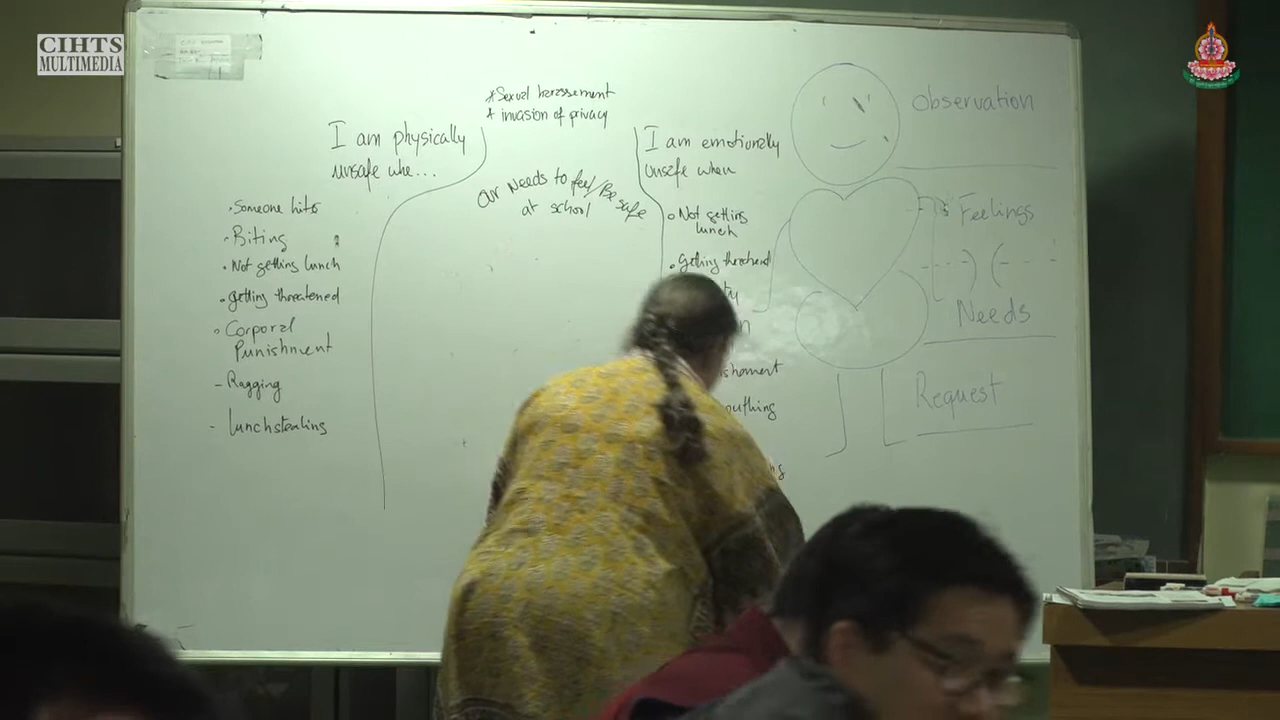 CIHTS
MULTIMEDIA
*Sexual harassement
* invasion of privacy
I am physically
unsafe whe...
Our Needs to feel/Be safe
at school
I am emotionally
unsafe when
• Someone hits
• Biting
• Not getting lunch
• getting threatened
• Corporal
Punishment
- Ragging
- lunchstealing
• Not getting
lunch
• Getting
observation
Feelings
Needs
Request